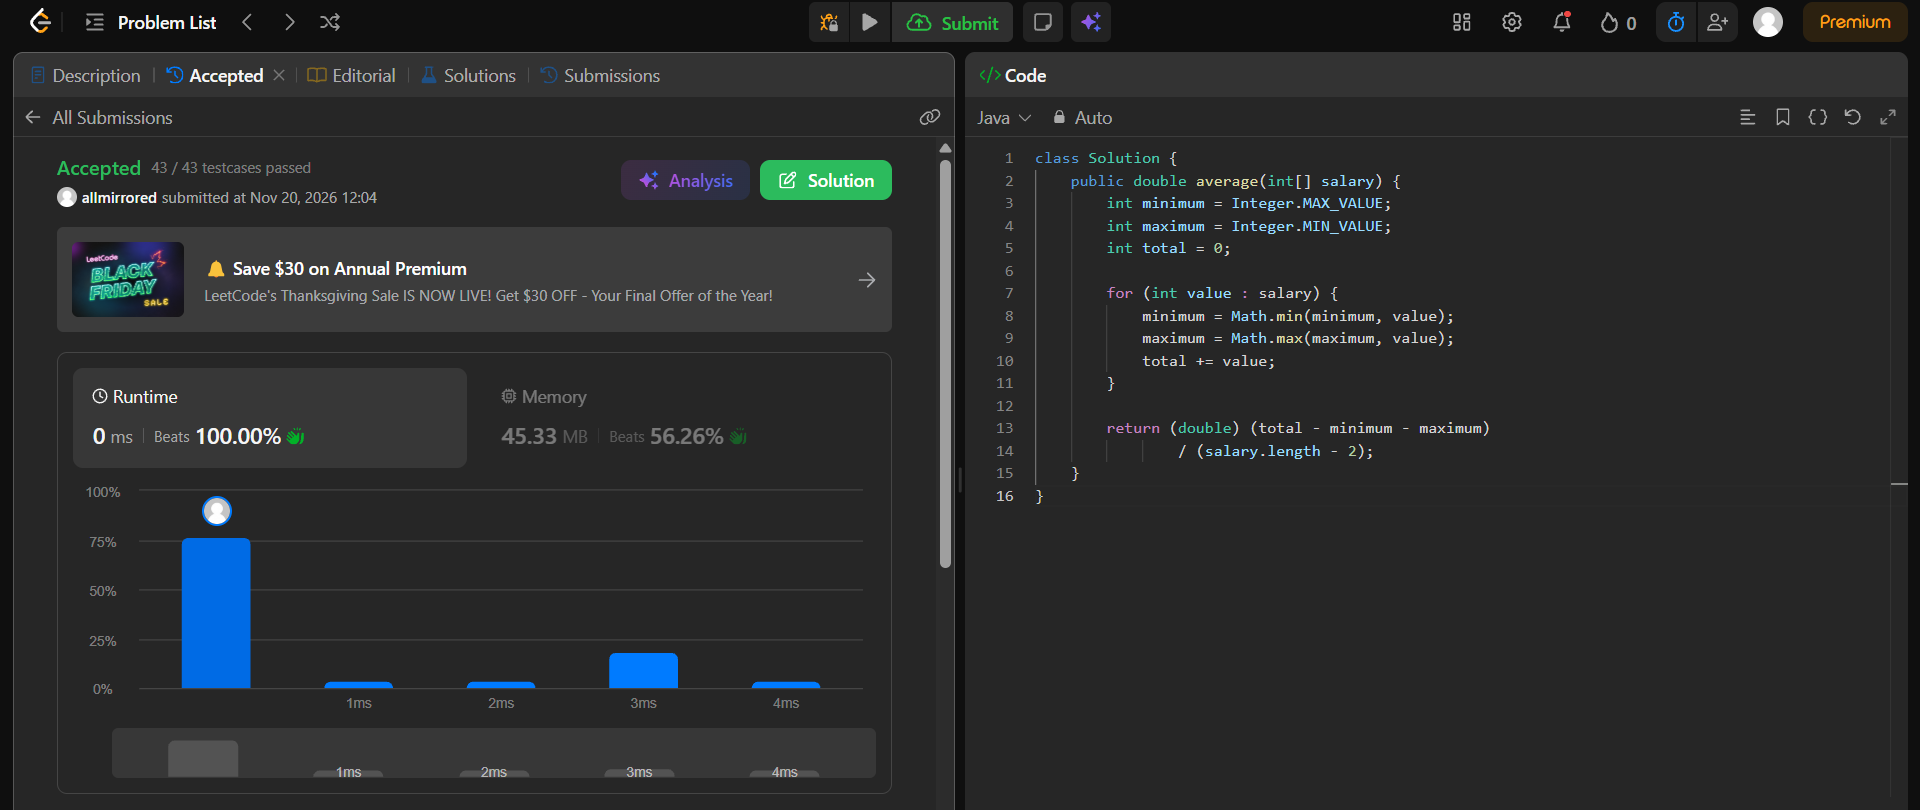 Problem List
Submit
0
Premium
Description
Accepted
Editorial
Solutions
Submissions
All Submissions
Accepted 43 / 43 testcases passed
allmirrored submitted at Nov 20, 2026 12:04
Analysis
Solution
LeetCode
BLACK
FRIDAY
SALE
Save $30 on Annual Premium
LeetCode's Thanksgiving Sale IS NOW LIVE! Get $30 OFF - Your Final Offer of the Year!
Runtime
0 ms Beats 100.00%
Memory
45.33 MB Beats 56.26%
100%
75%
50%
25%
0%
1ms 2ms 3ms 4ms
1ms 2ms 3ms 4ms
</> Code
Java Auto
1 class Solution {
2 public double average(int[] salary) {
3 int minimum = Integer.MAX_VALUE;
4 int maximum = Integer.MIN_VALUE;
5 int total = 0;
6
7 for (int value : salary) {
8 minimum = Math.min(minimum, value);
9 maximum = Math.max(maximum, value);
10 total += value;
11 }
12
13 return (double) (total - minimum - maximum)
14 / (salary.length - 2);
15 }
16 }